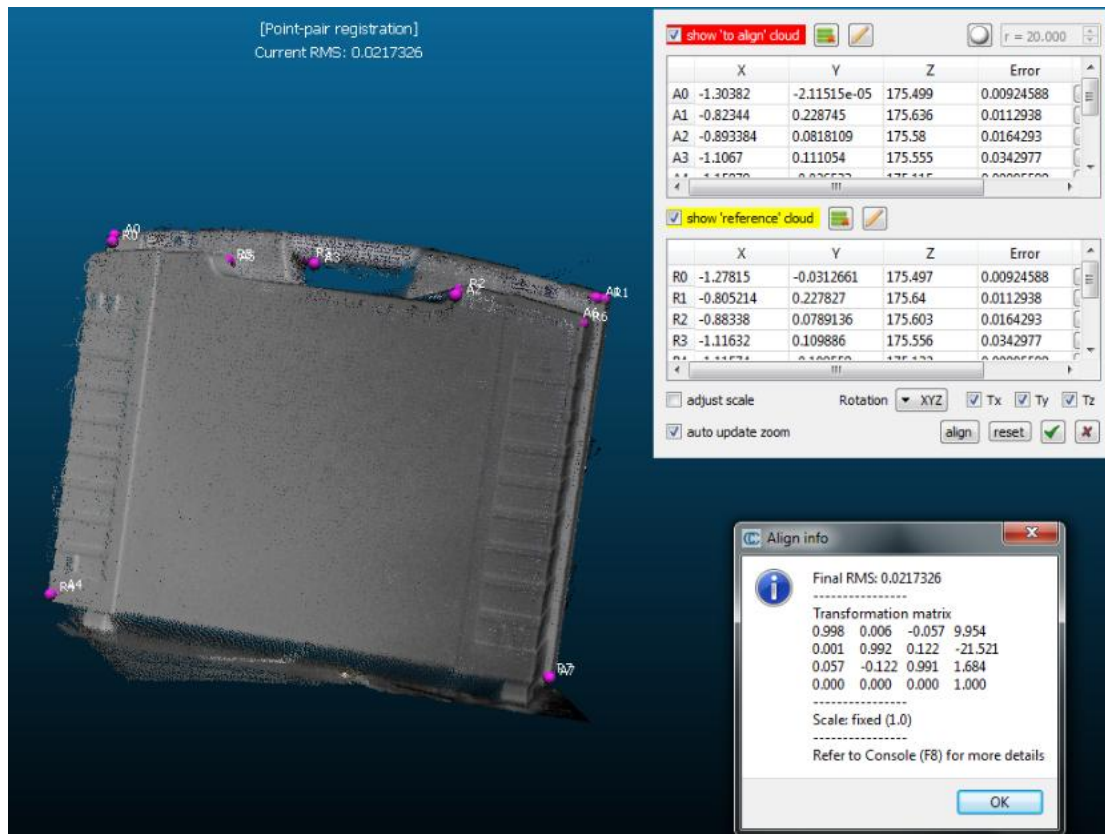 [Point-pair registration]
Current RMS: 0.0217326
show 'to align' cloud
r = 20.000
X Y Z Error
A0 -1.30382 -2.11515e-05 175.499 0.00924588
A1 -0.82344 0.228745 175.636 0.0112938
A2 -0.893384 0.0818109 175.58 0.0164293
A3 -1.1067 0.111054 175.555 0.0342977
show 'reference' cloud
X Y Z Error
R0 -1.27815 -0.0312661 175.497 0.00924588
R1 -0.805214 0.227827 175.64 0.0112938
R2 -0.88338 0.0789136 175.603 0.0164293
R3 -1.11632 0.109886 175.556 0.0342977
adjust scale Rotation XYZ Tx Ty Tz
auto update zoom align reset
A0
R0
A3
R2
R1
R6
A4
A7
Align info
Final RMS: 0.0217326
----------------
Transformation matrix
0.998 0.006 -0.057 9.954
0.001 0.992 0.122 -21.521
0.057 -0.122 0.991 1.684
0.000 0.000 0.000 1.000
----------------
Scale: fixed (1.0)
----------------
Refer to Console (F8) for more details
OK